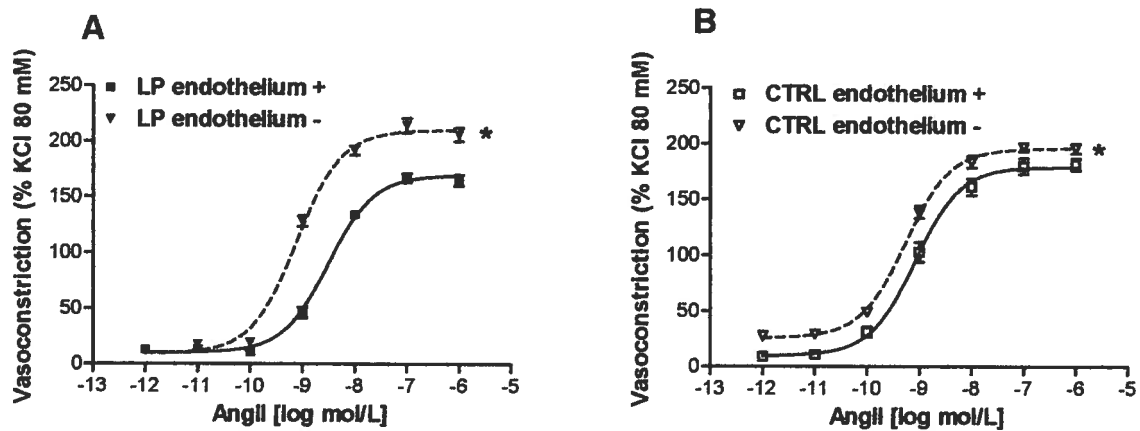 A
Vasoconstriction (% KCl 80 mM)
LP endothelium +
LP endothelium -
250
200
150
100
50
0
*
-13 -12 -11 -10 -9 -8 -7 -6 -5
AngII [log mol/L]
B
Vasoconstriction (% KCl 80 mM)
CTRL endothelium +
CTRL endothelium -
250
200
150
100
50
0
*
-13 -12 -11 -10 -9 -8 -7 -6 -5
AngII [log mol/L]